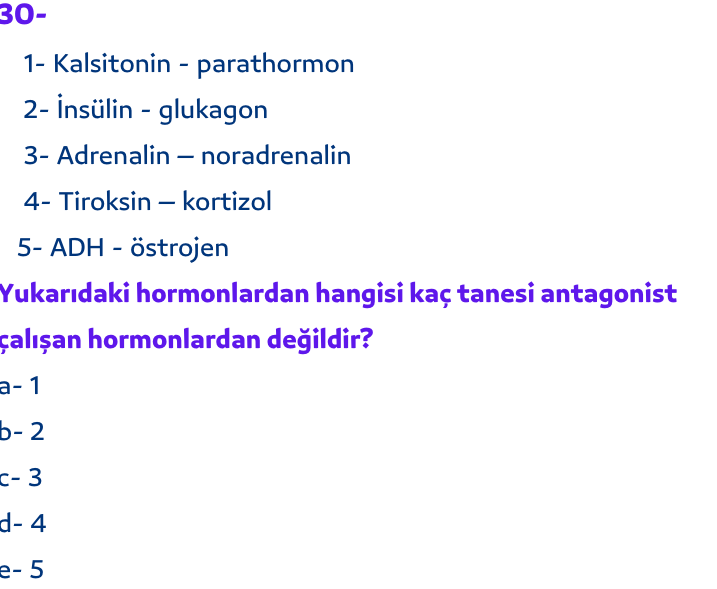 30-
1- Kalsitonin - parathormon
2- İnsülin - glukagon
3- Adrenalin – noradrenalin
4- Tiroksin – kortizol
5- ADH - östrojen
Yukarıdaki hormonlardan hangisi kaç tanesi antagonist
çalışan hormonlardan değildir?
a- 1
b- 2
c- 3
d- 4
e- 5